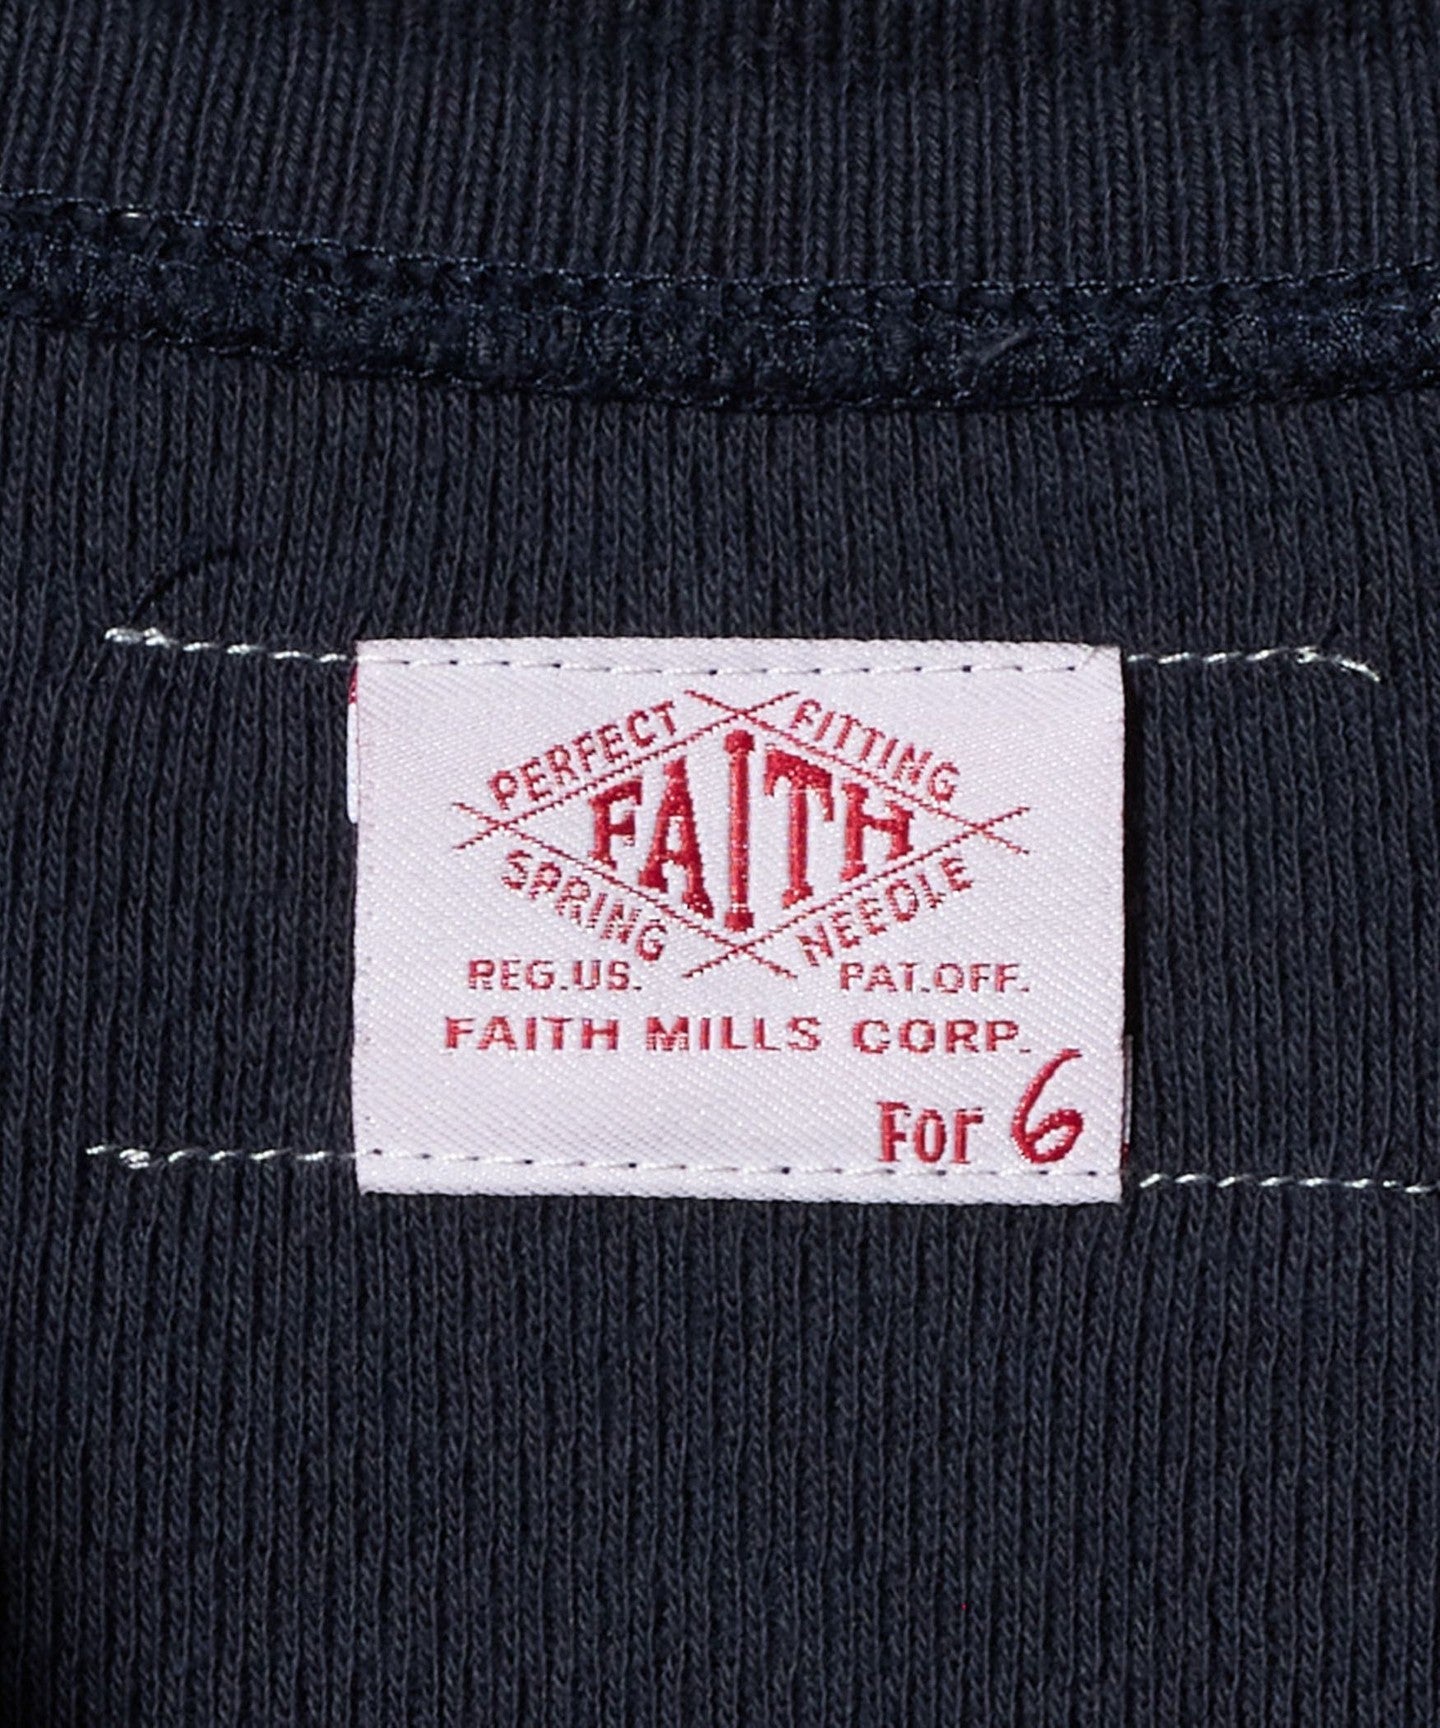 PERFECT FITTING
FAITH
SPRING NEEDLE
REG.US. PAT.OFF.
FAITH MILLS CORP.
For 6